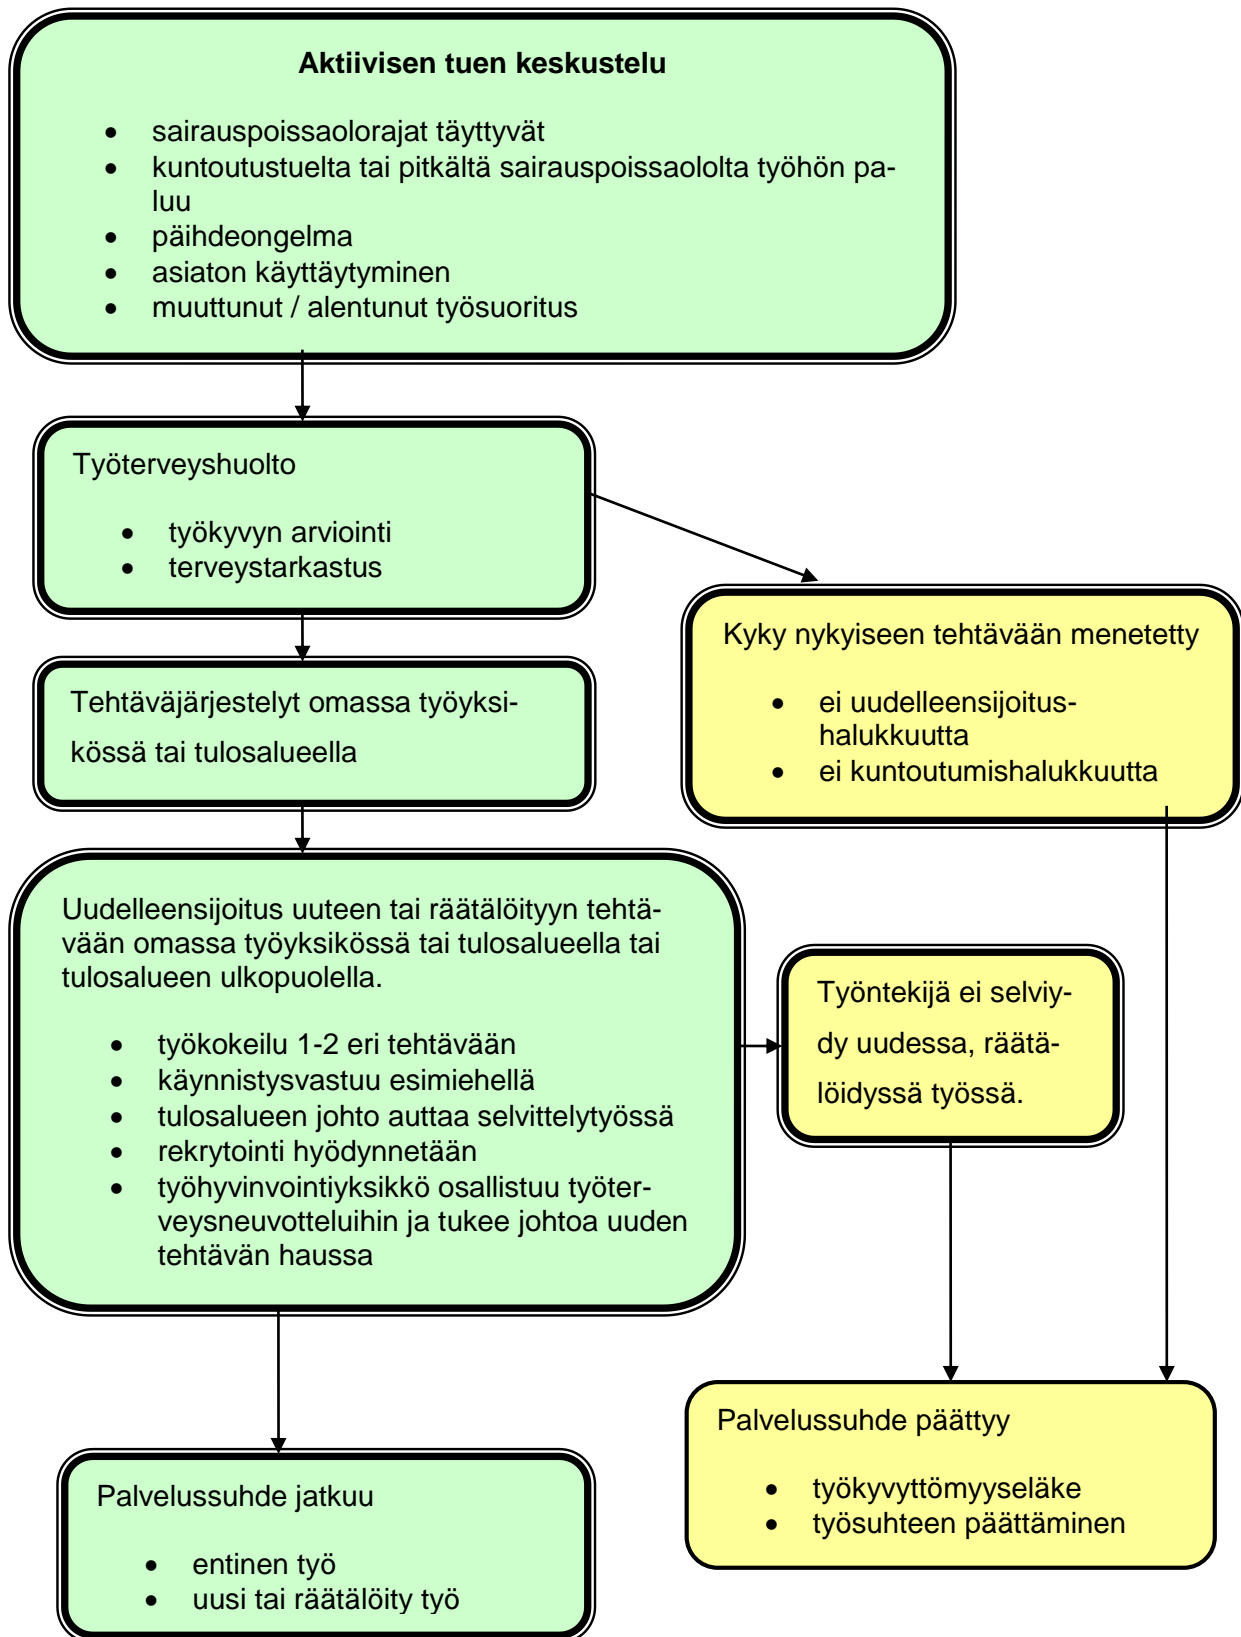 Aktiivisen tuen keskustelu
• sairauspoissaolorajat täyttyvät
• kuntoutustuelta tai pitkältä sairauspoissaololta työhön pa-
luu
• päihdeongelma
• asiaton käyttäytyminen
• muuttunut / alentunut työsuoritus
Työterveyshuolto
• työkyvyn arviointi
• terveystarkastus
Kyky nykyiseen tehtävään menetetty
• ei uudelleensijoitus-
halukkuutta
• ei kuntoutumishalukkuutta
Tehtäväjärjestelyt omassa työyksi-
kössä tai tulosalueella
Uudelleensijoitus uuteen tai räätälöityyn tehtä-
vään omassa työyksikössä tai tulosalueella tai
tulosalueen ulkopuolella.
• työkokeilu 1-2 eri tehtävään
• käynnistysvastuu esimiehellä
• tulosalueen johto auttaa selvittelytyössä
• rekrytointi hyödynnetään
• työhyvinvointiyksikkö osallistuu työter-
veysneuvotteluihin ja tukee johtoa uuden
tehtävän haussa
Työntekijä ei selviy-
dy uudessa, räätä-
löidyssä työssä.
Palvelussuhde päättyy
• työkyvyttömyyseläke
• työsuhteen päättäminen
Palvelussuhde jatkuu
• entinen työ
• uusi tai räätälöity työ